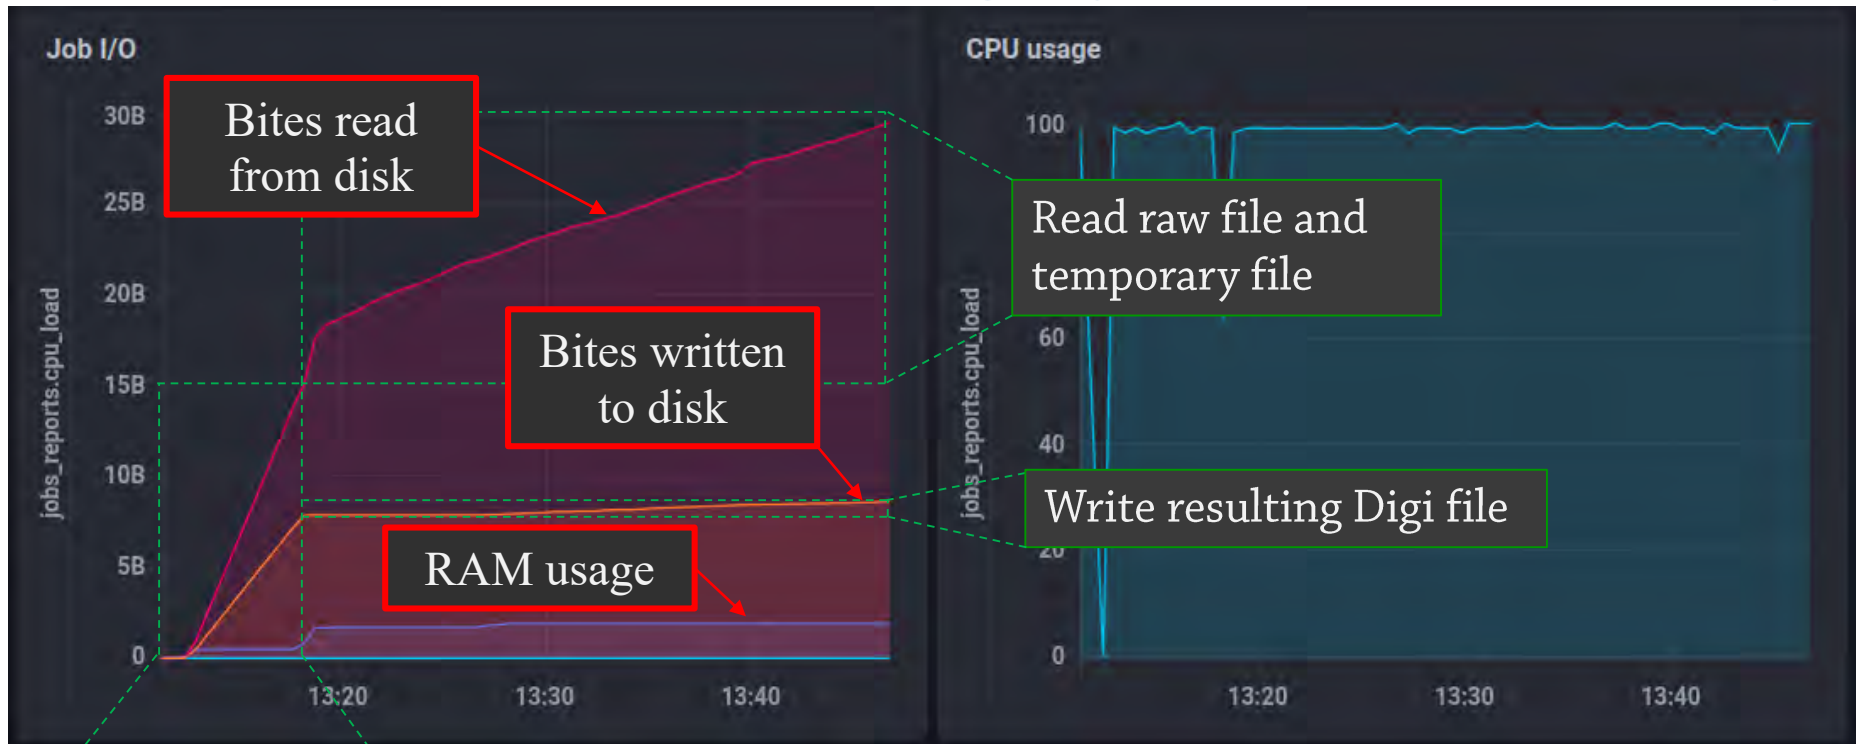 Job I/O
30B
25B
20B
15B
10B
5B
0
jobs_reports.cpu_load
13:20
13:30
13:40
Bites read
from disk
Bites written
to disk
RAM usage
CPU usage
100
60
40
20
0
jobs_reports.cpu_load
13:20
13:30
13:40
Read raw file and
temporary file
Write resulting Digi file